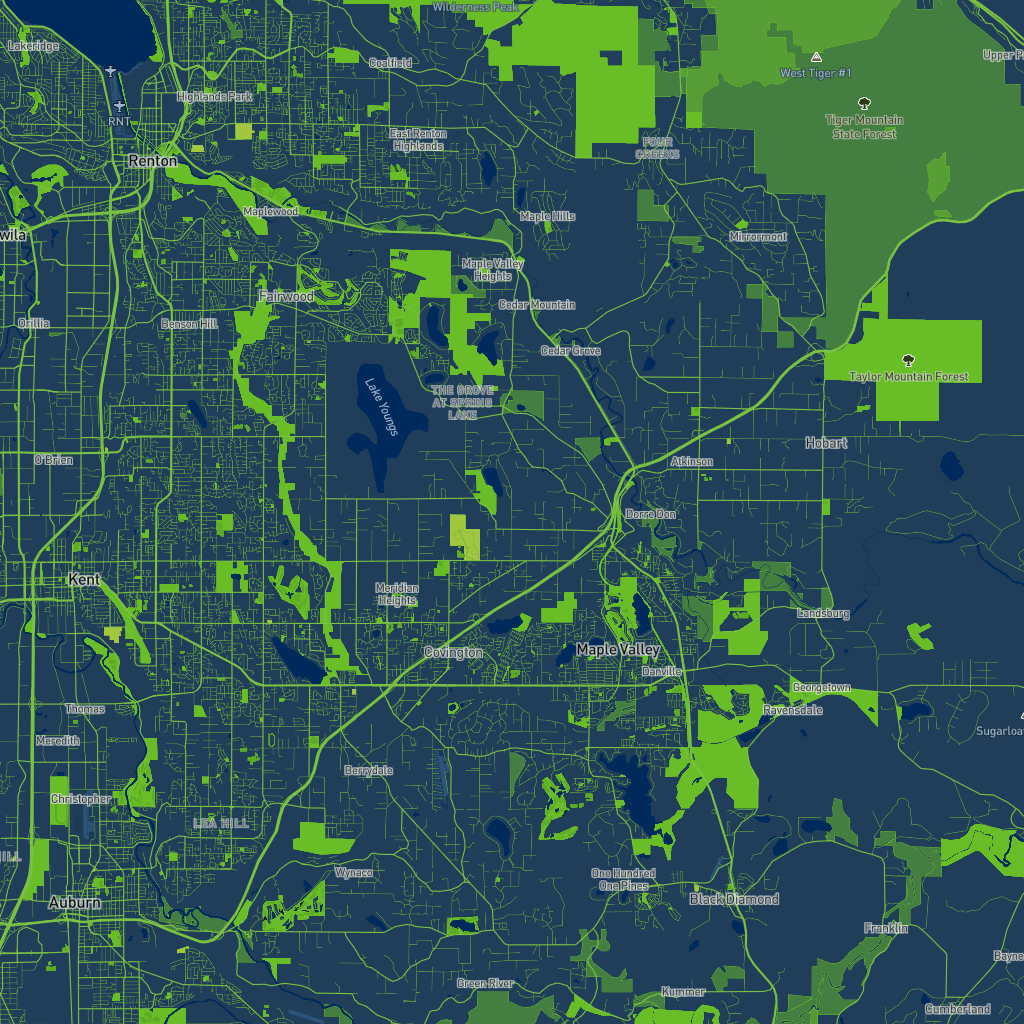 Wilderness Peak
Lakeridge
Coalfield
Upper P
West Tiger #1
Highlands Park
RNT
Tiger Mountain
State Forest
East Renton
Highlands
FOUR
CREEKS
Renton
Maplewood
Maple Hills
wila
Mirrormont
Maple Valley
Heights
Fairwood
Cedar Mountain
Orillia
Benson Hill
Cedar Grove
Taylor Mountain Forest
Lake Youngs
THE GROVE
AT SPRING
LAKE
Hobart
O'Brien
Atkinson
Dorre Don
Kent
Meridian
Heights
Landsburg
Covington
Maple Valley
Danville
Georgetown
Thomas
Ravensdale
Sugarloa
Meredith
Berrydale
Christopher
LEA HILL
HILL
Wynaco
One Hundred
One Pines
Auburn
Black Diamond
Franklin
Bayne
Green River
Kummer
Cumberland